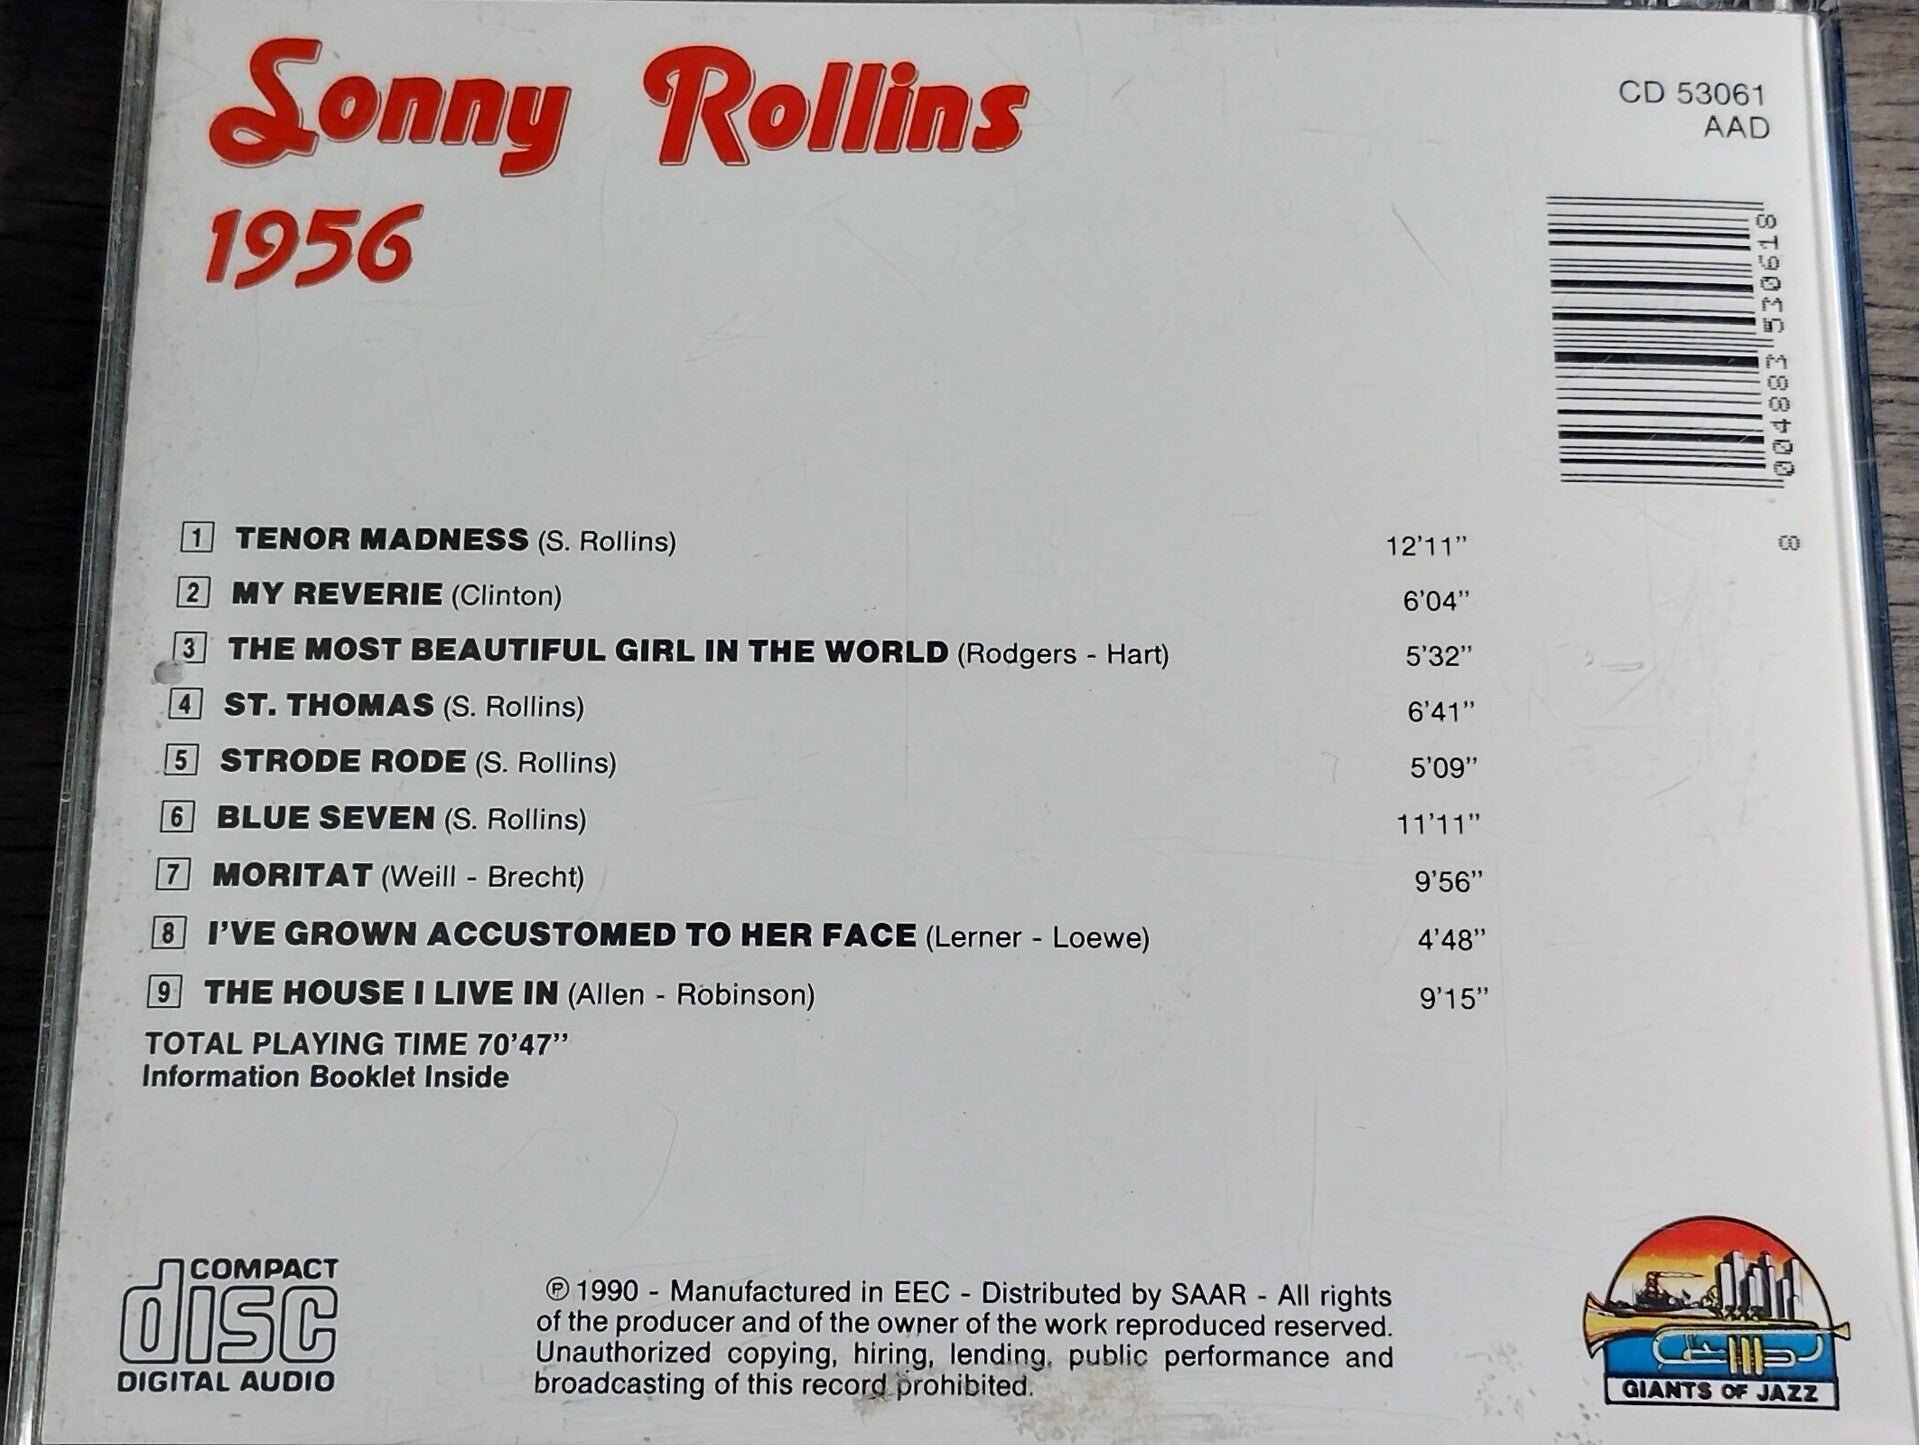 Sonny Rollins
1956
CD 53061
AAD
8 004883 530618
1 TENOR MADNESS (S. Rollins) 12'11"
2 MY REVERIE (Clinton) 6'04"
3 THE MOST BEAUTIFUL GIRL IN THE WORLD (Rodgers - Hart) 5'32"
4 ST. THOMAS (S. Rollins) 6'41"
5 STRODE RODE (S. Rollins) 5'09"
6 BLUE SEVEN (S. Rollins) 11'11"
7 MORITAT (Weill - Brecht) 9'56"
8 I'VE GROWN ACCUSTOMED TO HER FACE (Lerner - Loewe) 4'48"
9 THE HOUSE I LIVE IN (Allen - Robinson) 9'15"
TOTAL PLAYING TIME 70'47"
Information Booklet Inside
COMPACT
disc
DIGITAL AUDIO
℗ 1990 - Manufactured in EEC - Distributed by SAAR - All rights
of the producer and of the owner of the work reproduced reserved.
Unauthorized copying, hiring, lending, public performance and
broadcasting of this record prohibited.
GIANTS OF JAZZ